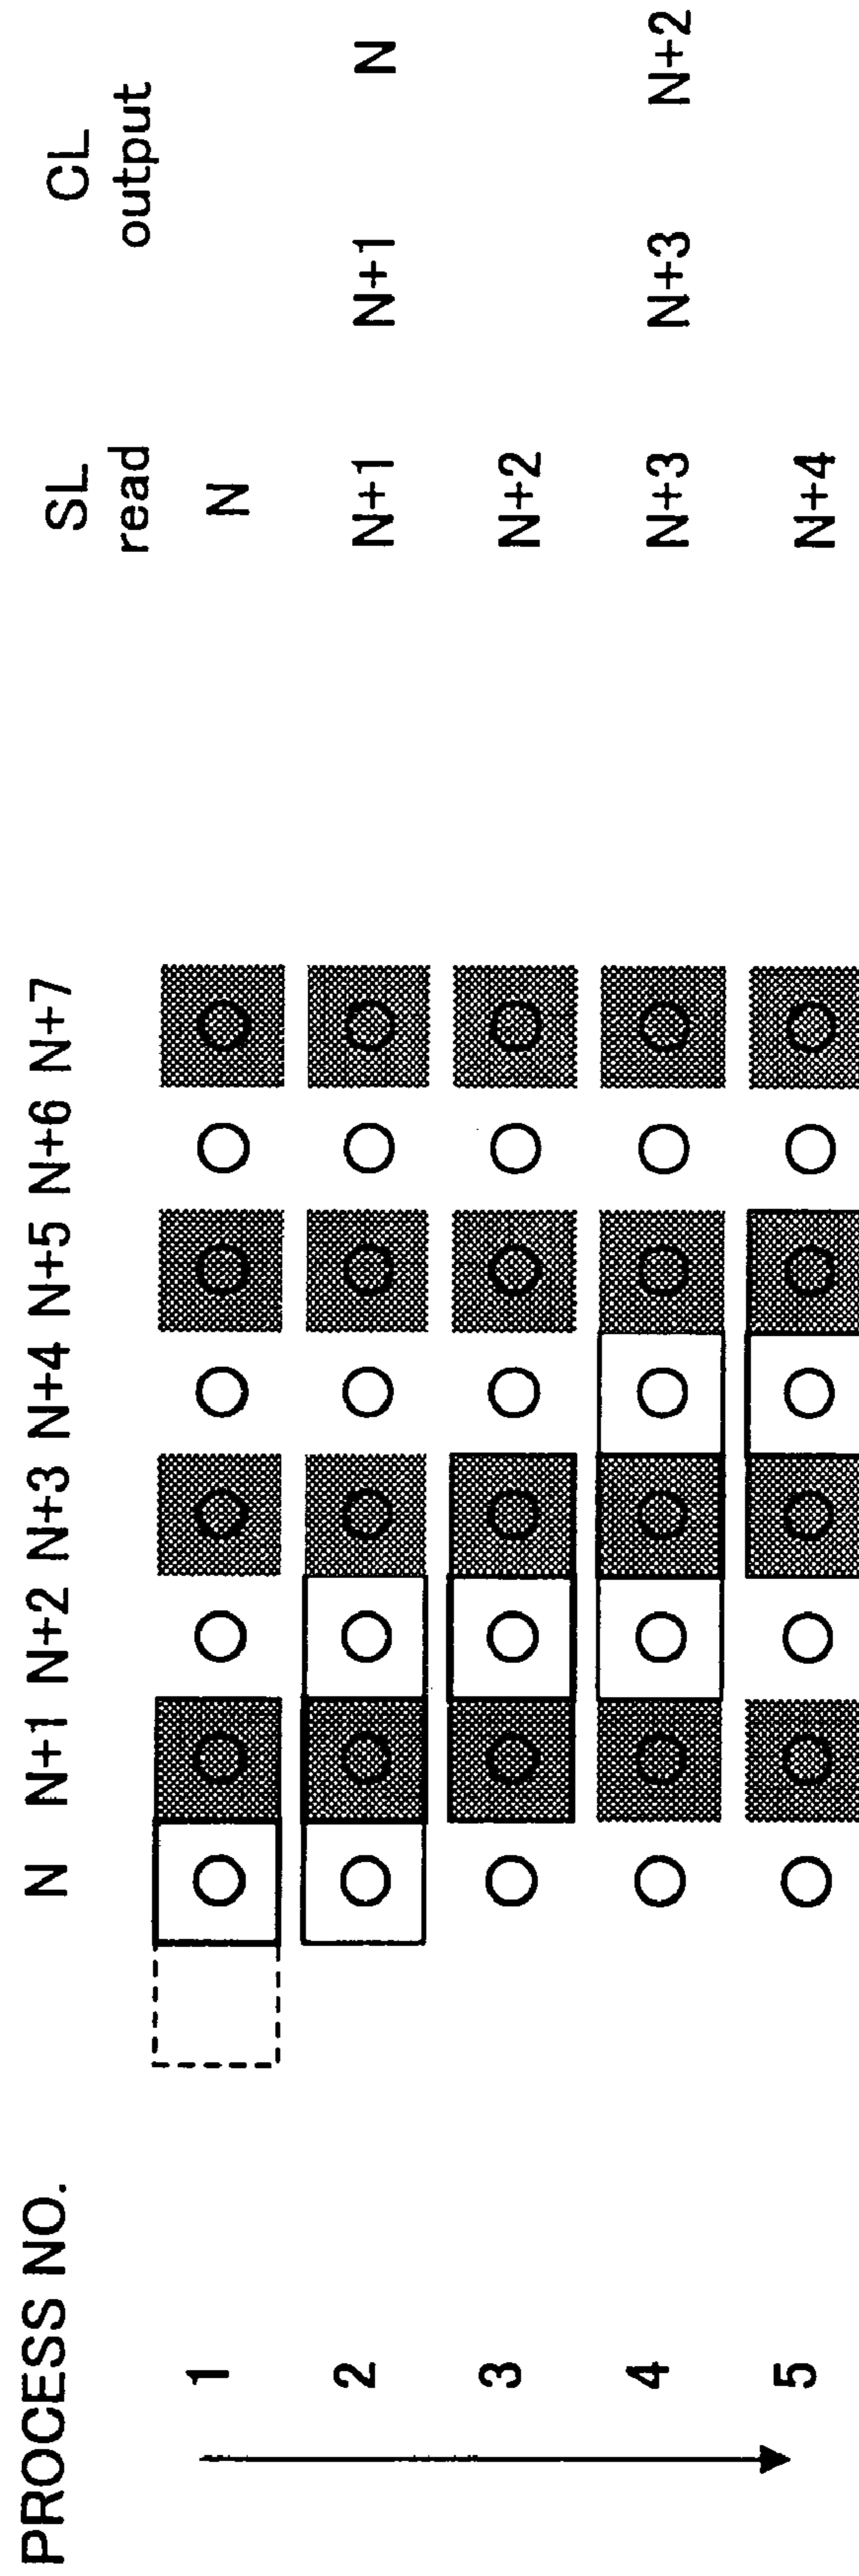 PROCESS NO. N N+1 N+2 N+3 N+4 N+5 N+6 N+7 SL read CL output
1 N
2 N+1 N+1 N
3 N+2
4 N+3 N+3 N+2
5 N+4